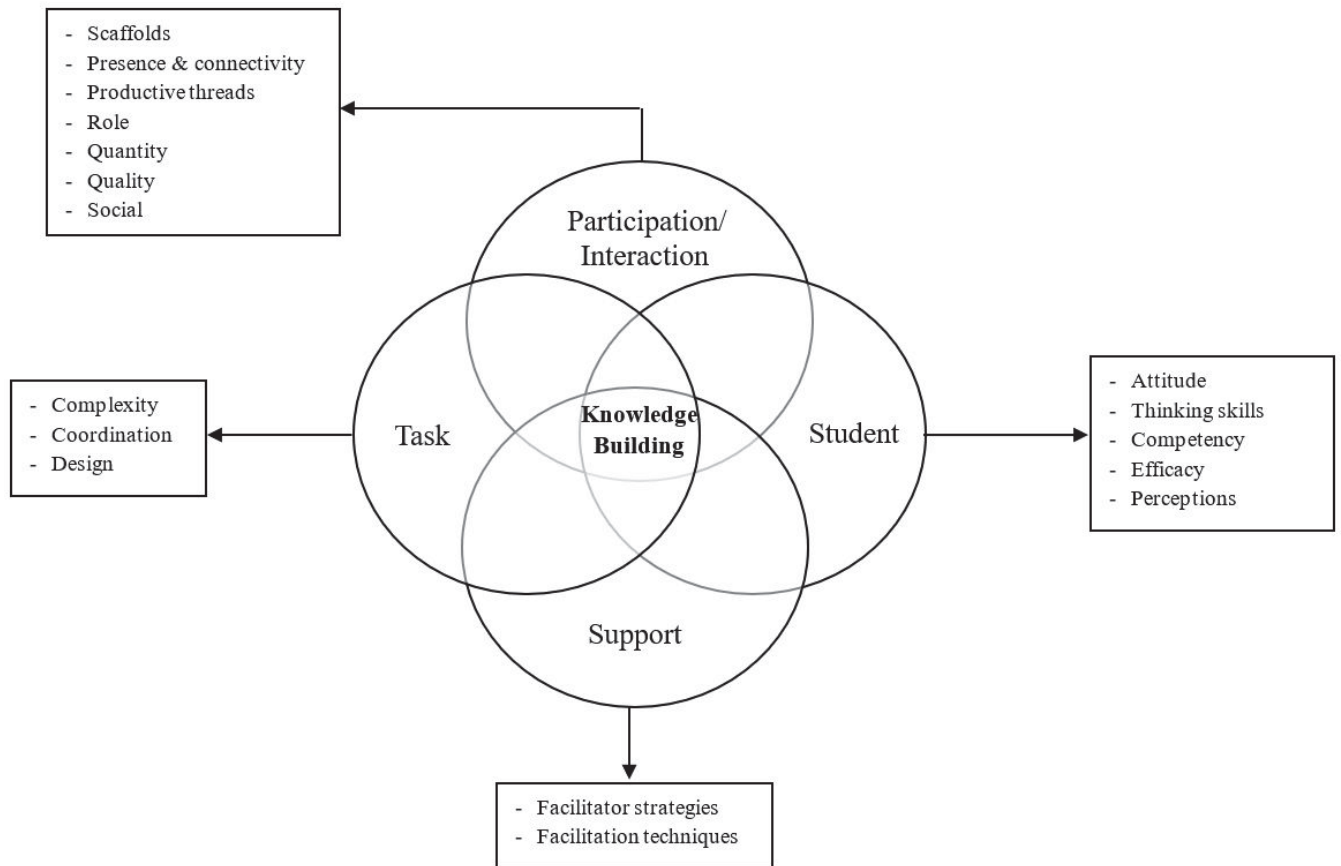 - Scaffolds
- Presence & connectivity
- Productive threads
- Role
- Quantity
- Quality
- Social
Participation/
Interaction
- Complexity
- Coordination
- Design
Task
Knowledge
Building
Student
- Attitude
- Thinking skills
- Competency
- Efficacy
- Perceptions
Support
- Facilitator strategies
- Facilitation techniques